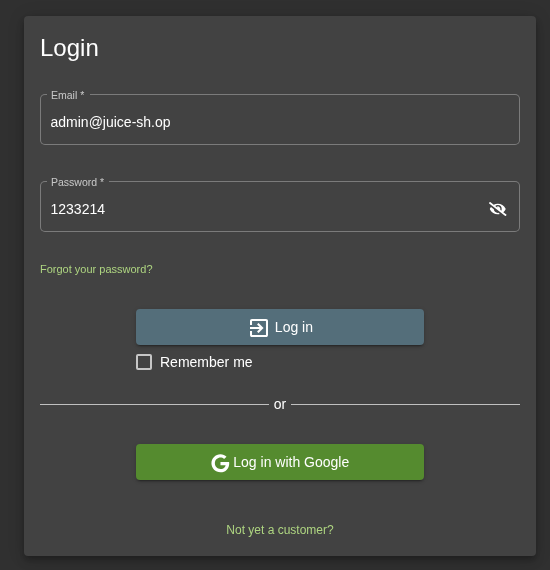 Login
Email *
admin@juice-sh.op
Password *
1233214
Forgot your password?
Log in
Remember me
or
Log in with Google
Not yet a customer?